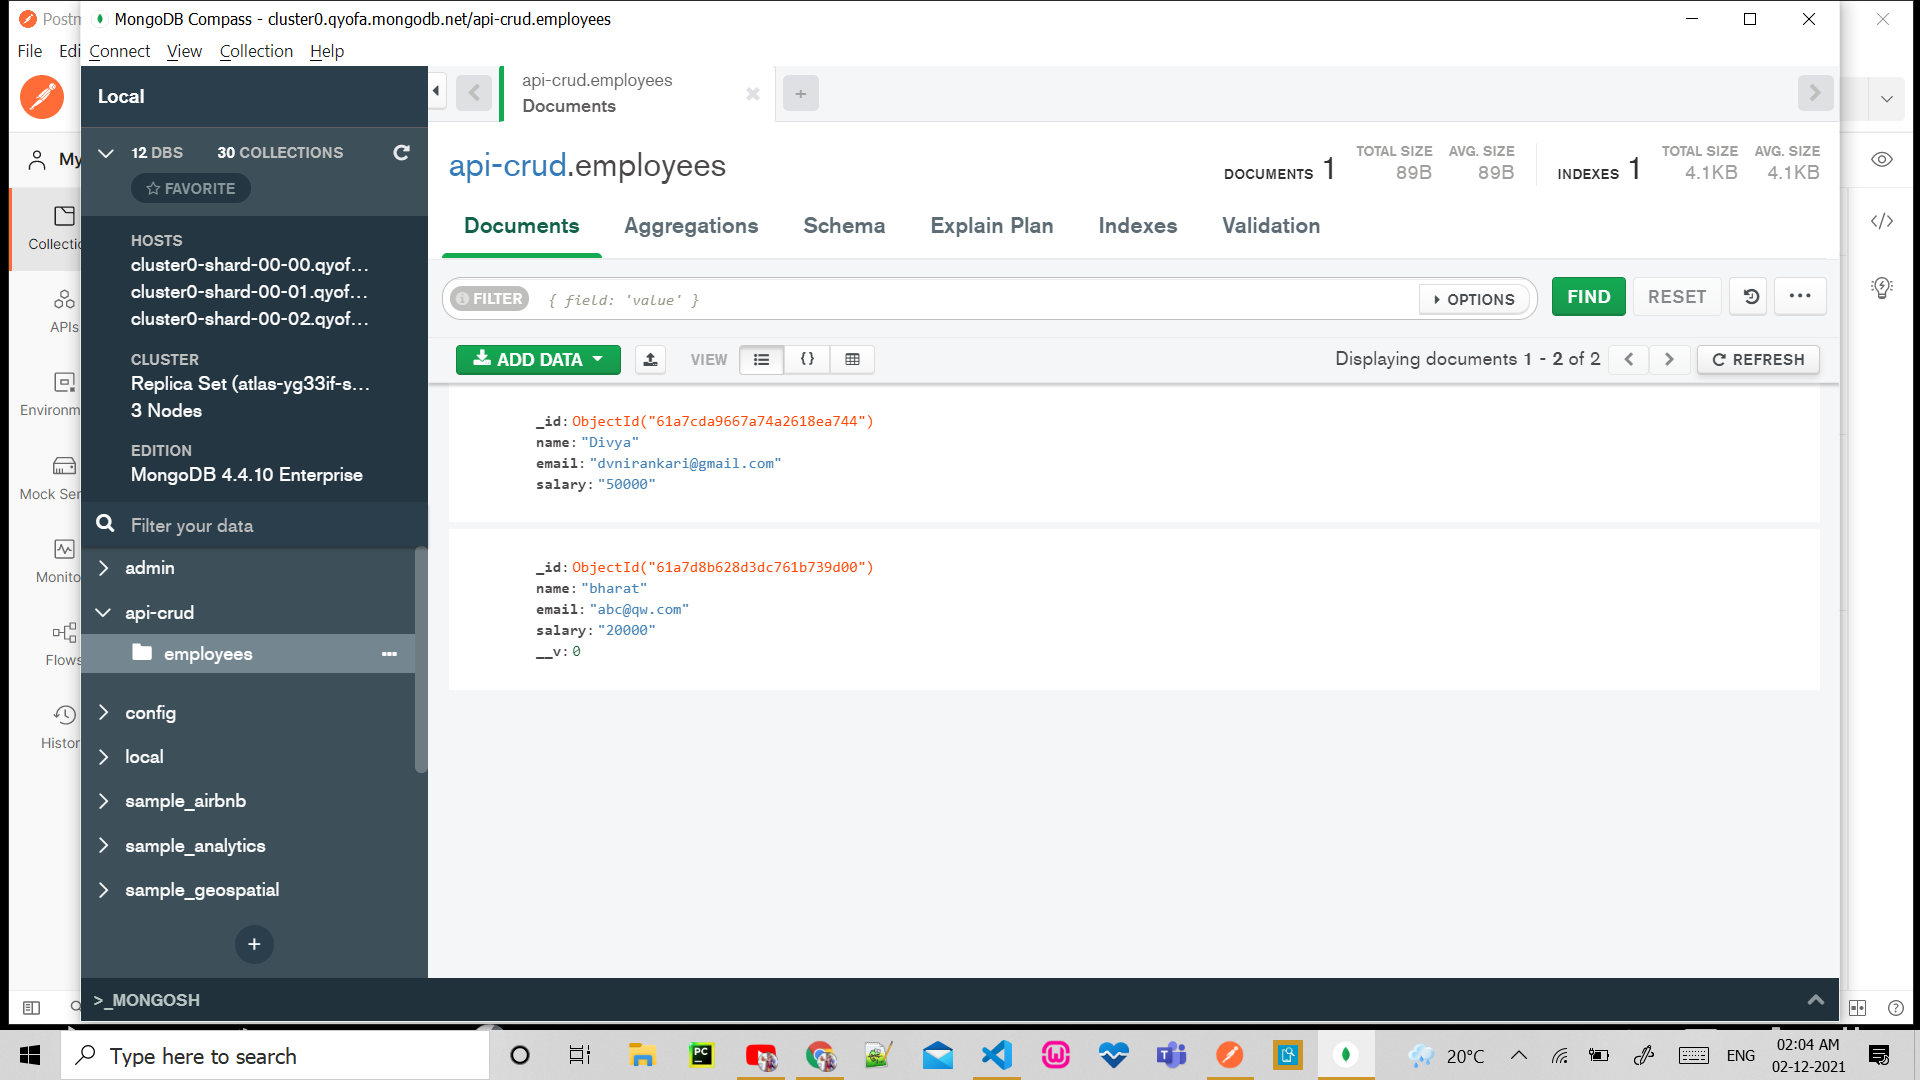 Postm
MongoDB Compass - cluster0.qyofa.mongodb.net/api-crud.employees
File Edi
Connect View Collection Help
Local
api-crud.employees
Documents
My
12 DBS 30 COLLECTIONS
FAVORITE
api-crud.employees
DOCUMENTS 1
TOTAL SIZE AVG. SIZE
89B 89B
INDEXES 1
TOTAL SIZE AVG. SIZE
4.1KB 4.1KB
Documents Aggregations Schema Explain Plan Indexes Validation
Collectio
APIs
Environm
Mock Ser
Monito
Flows
Histor
HOSTS
cluster0-shard-00-00.qyof...
cluster0-shard-00-01.qyof...
cluster0-shard-00-02.qyof...
CLUSTER
Replica Set (atlas-yg33if-s...
3 Nodes
EDITION
MongoDB 4.4.10 Enterprise
Filter your data
admin
api-crud
employees
config
local
sample_airbnb
sample_analytics
sample_geospatial
+
FILTER { field: 'value' } OPTIONS FIND RESET
ADD DATA VIEW {} Displaying documents 1 - 2 of 2 REFRESH
_id: ObjectId("61a7cda9667a74a2618ea744")
name: "Divya"
email: "dvnirankari@gmail.com"
salary: "50000"
_id: ObjectId("61a7d8b628d3dc761b739d00")
name: "bharat"
email: "abc@qw.com"
salary: "20000"
__v: 0
>_MONGOSH
Type here to search
20°C
ENG
02:04 AM
02-12-2021